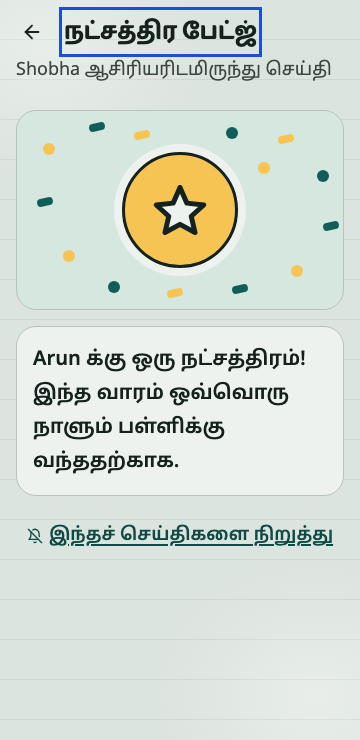 நட்சத்திர பேட்ஜ்
Shobha ஆசிரியரிடமிருந்து செய்தி
Arun க்கு ஒரு நட்சத்திரம்!
இந்த வாரம் ஒவ்வொரு
நாளும் பள்ளிக்கு
வந்ததற்காக.
இந்தச் செய்திகளை நிறுத்து